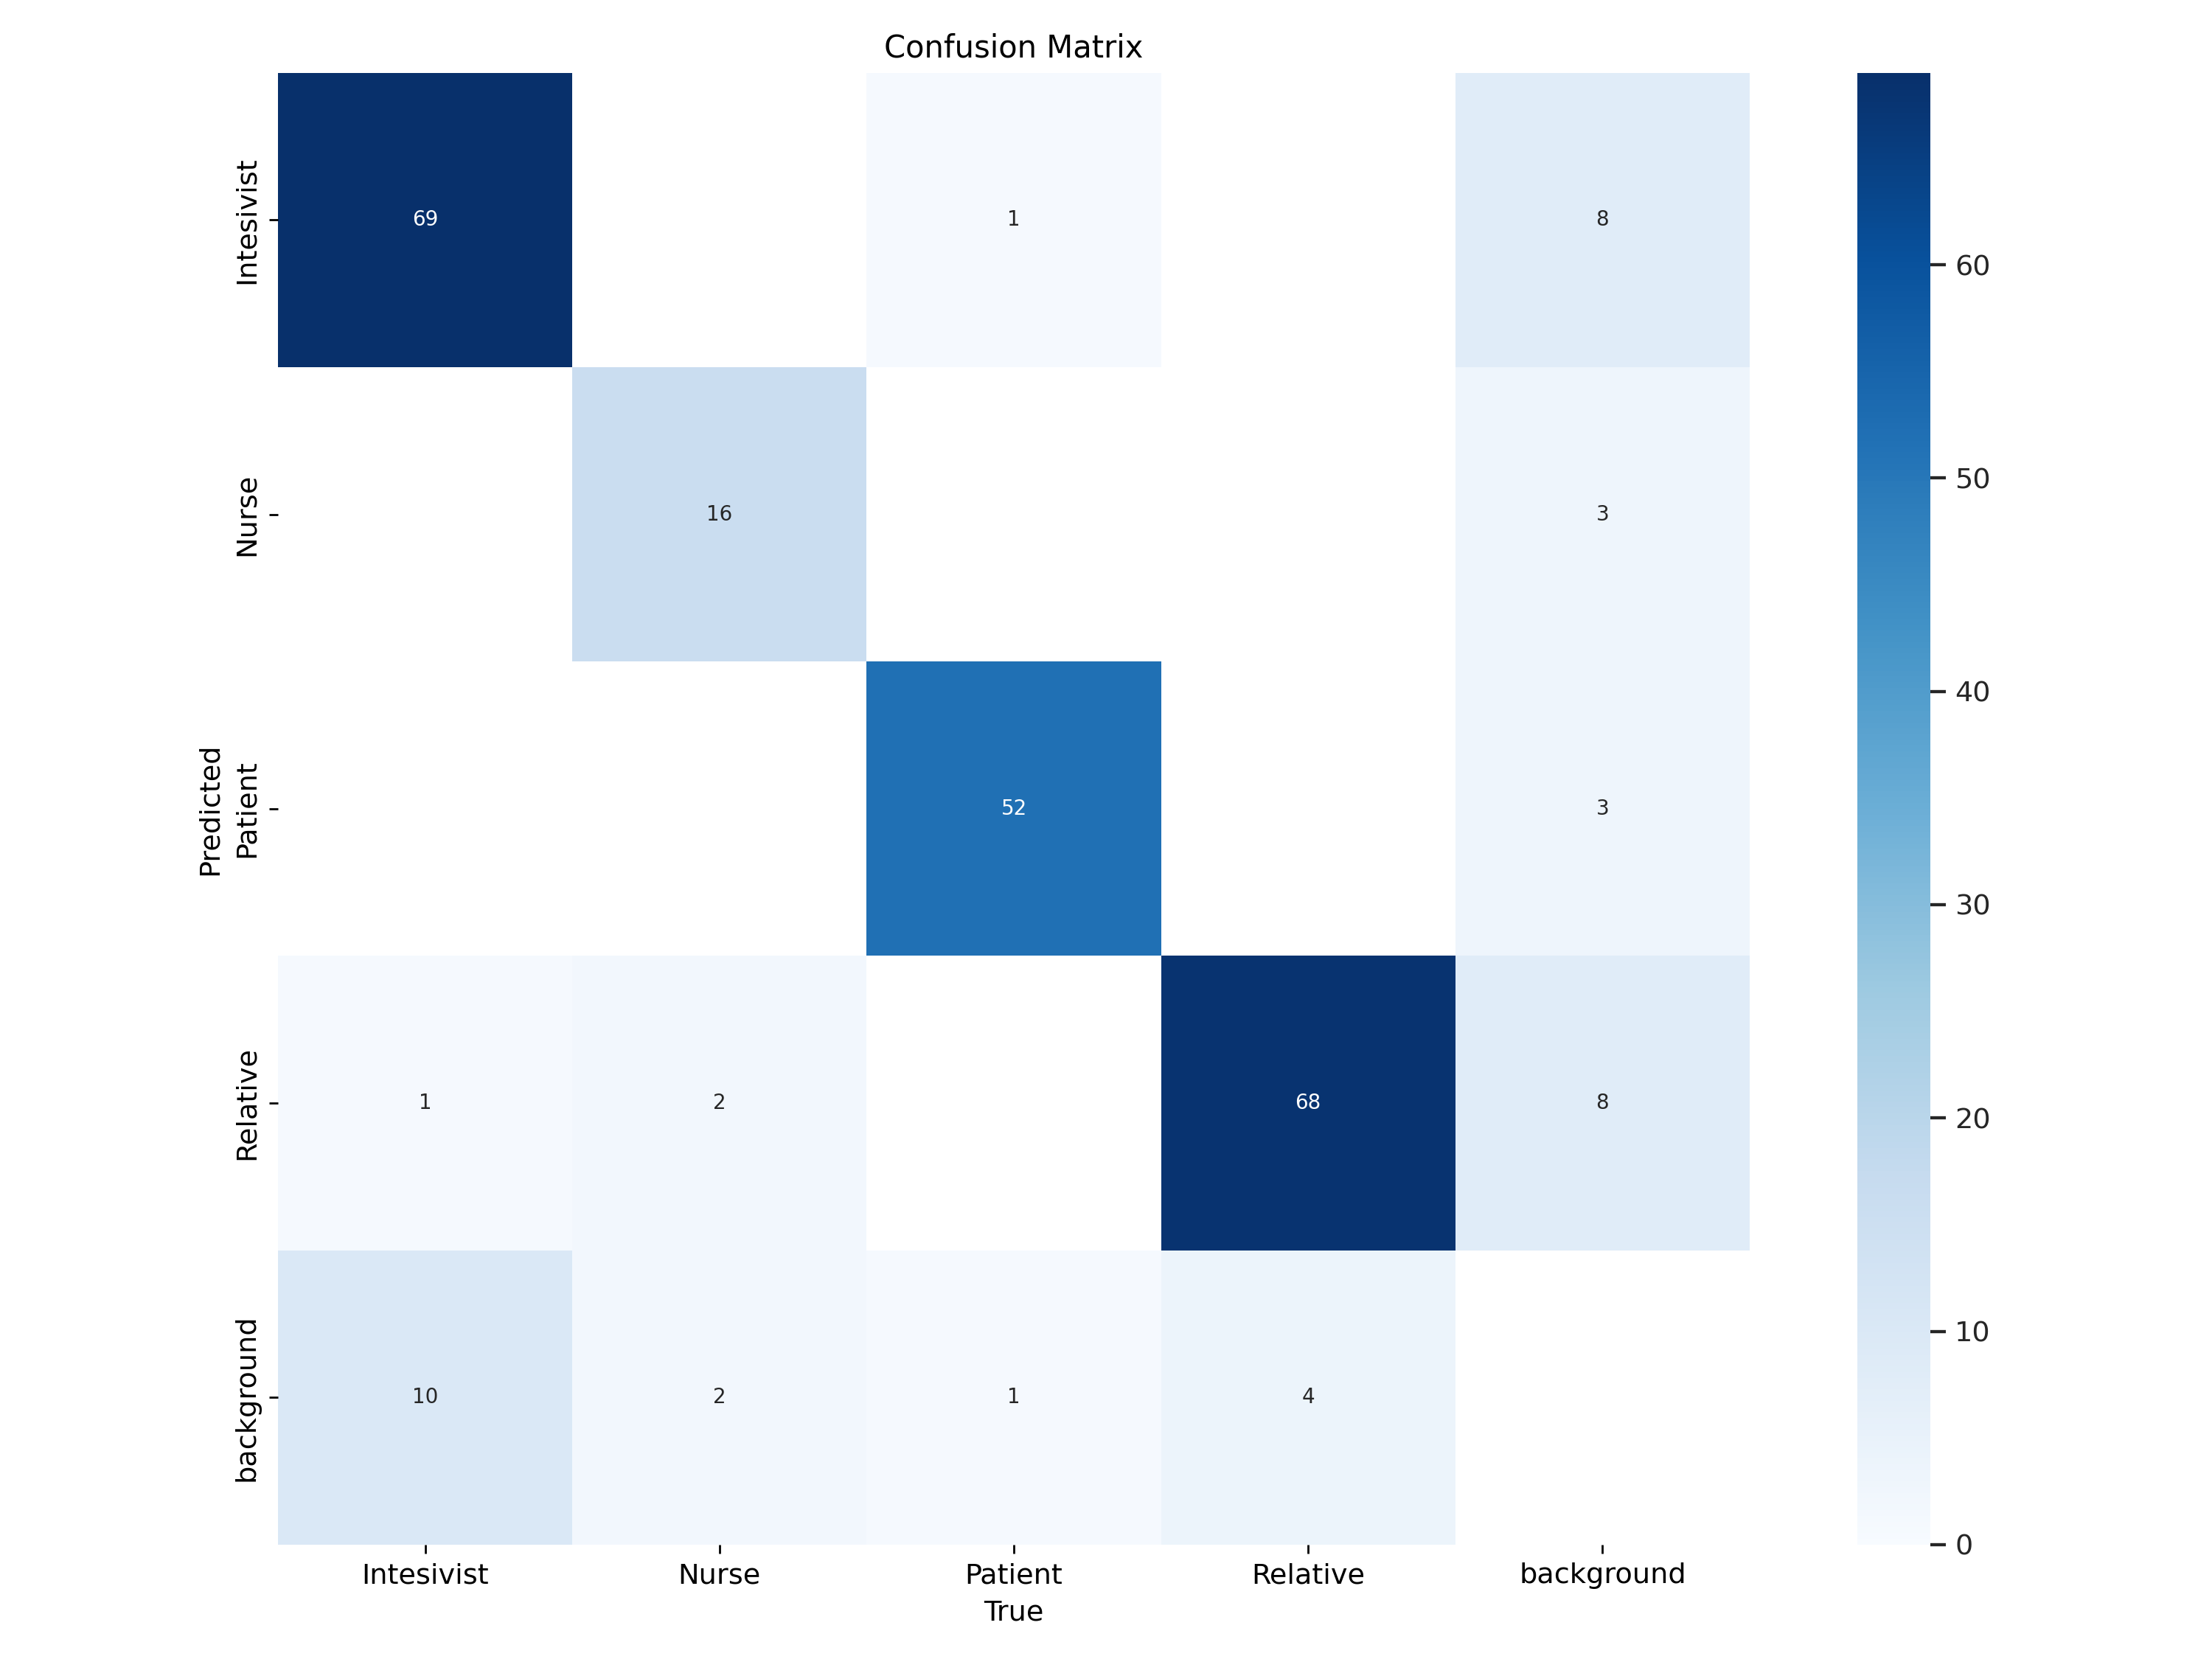 Confusion Matrix
Intesivist
69
1
8
60
50
Nurse
16
3
40
Predicted
Patient
52
3
30
Relative
1
2
68
8
20
background
10
2
1
4
10
0
Intesivist
Nurse
Patient
Relative
background
True